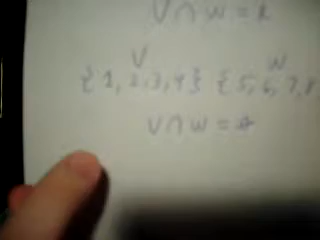 V ∩ W =
V W
{1, 2, 3, 4} {5, 6, 7, 8
V ∩ W =